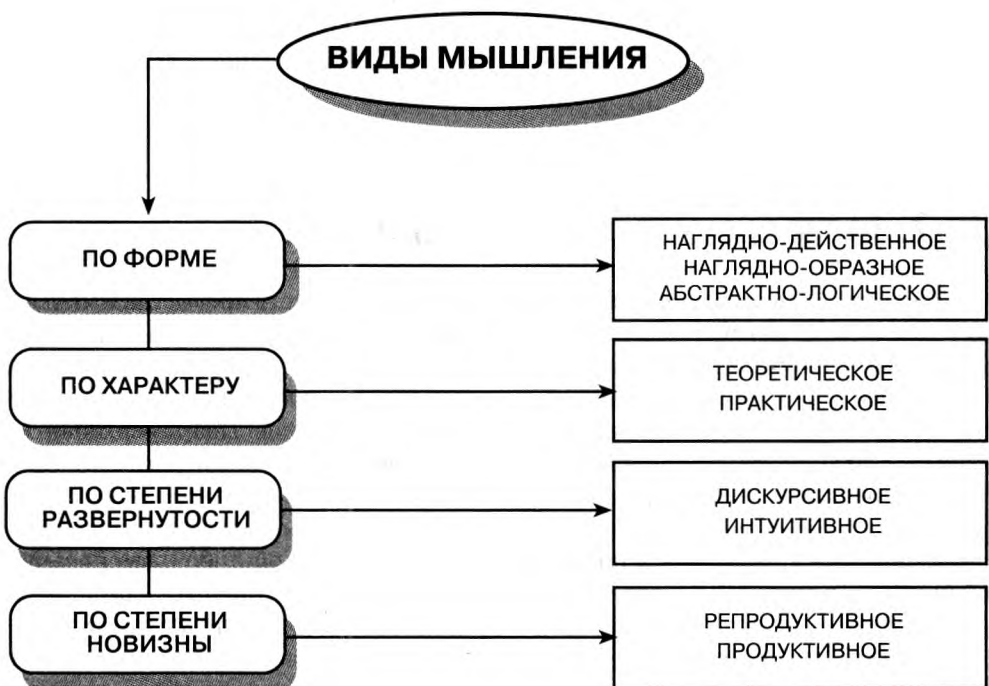 ВИДЫ МЫШЛЕНИЯ
ПО ФОРМЕ
НАГЛЯДНО-ДЕЙСТВЕННОЕ
НАГЛЯДНО-ОБРАЗНОЕ
АБСТРАКТНО-ЛОГИЧЕСКОЕ
ПО ХАРАКТЕРУ
ТЕОРЕТИЧЕСКОЕ
ПРАКТИЧЕСКОЕ
ПО СТЕПЕНИ
РАЗВЕРНУТОСТИ
ДИСКУРСИВНОЕ
ИНТУИТИВНОЕ
ПО СТЕПЕНИ
НОВИЗНЫ
РЕПРОДУКТИВНОЕ
ПРОДУКТИВНОЕ